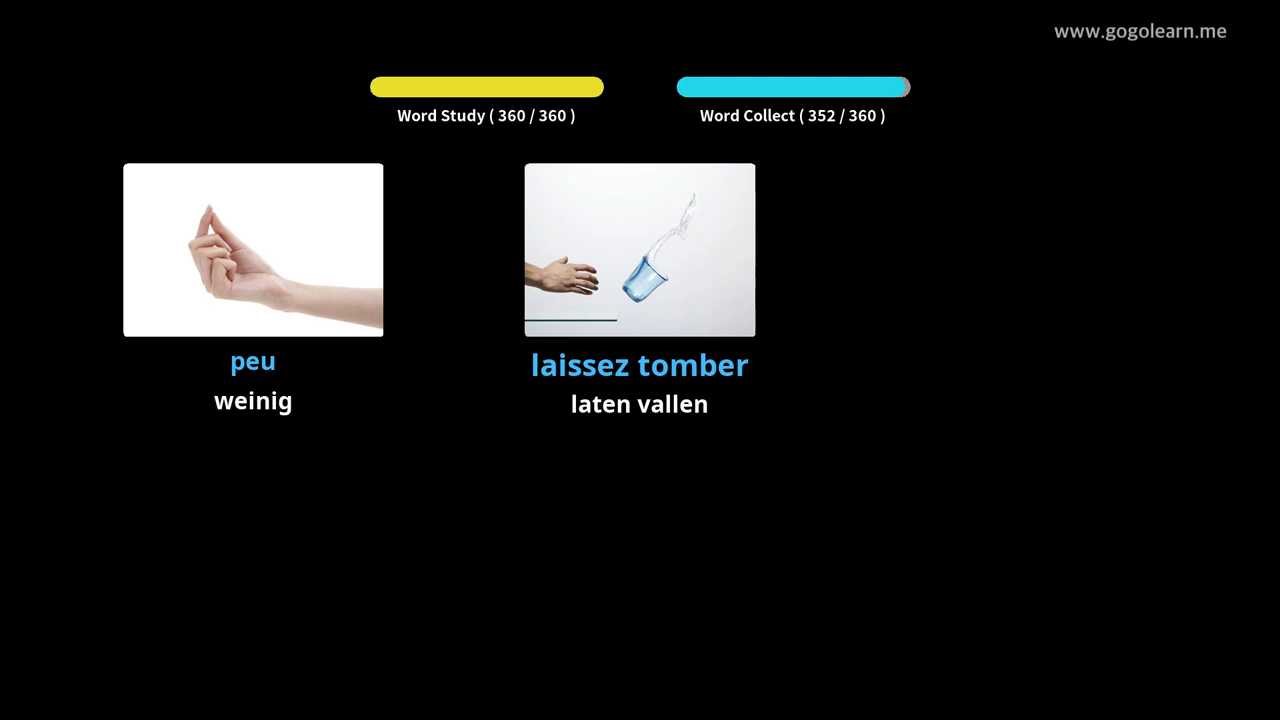 www.gogolearn.me
Word Study ( 360 / 360 )
Word Collect ( 352 / 360 )
peu
weinig
laissez tomber
laten vallen